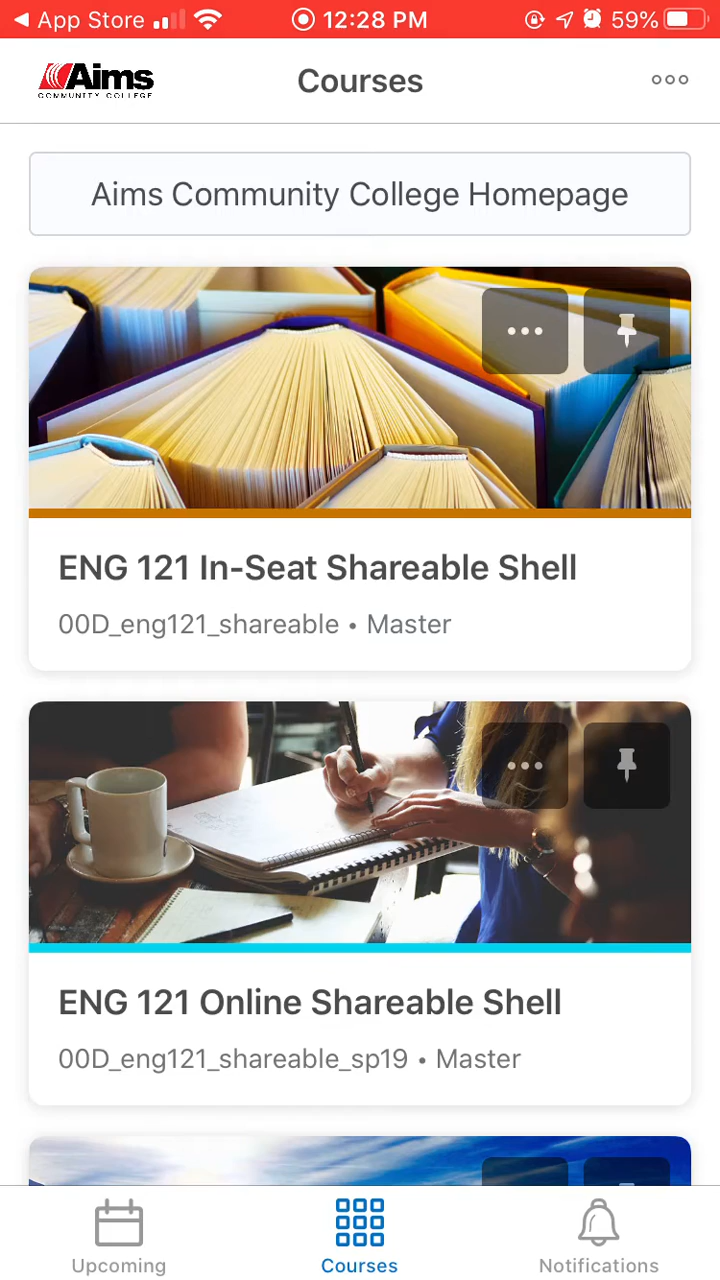 App Store
12:28 PM
59%
Aims
COMMUNITY COLLEGE
Courses
Aims Community College Homepage
ENG 121 In-Seat Shareable Shell
00D_eng121_shareable • Master
ENG 121 Online Shareable Shell
00D_eng121_shareable_sp19 • Master
Upcoming
Courses
Notifications